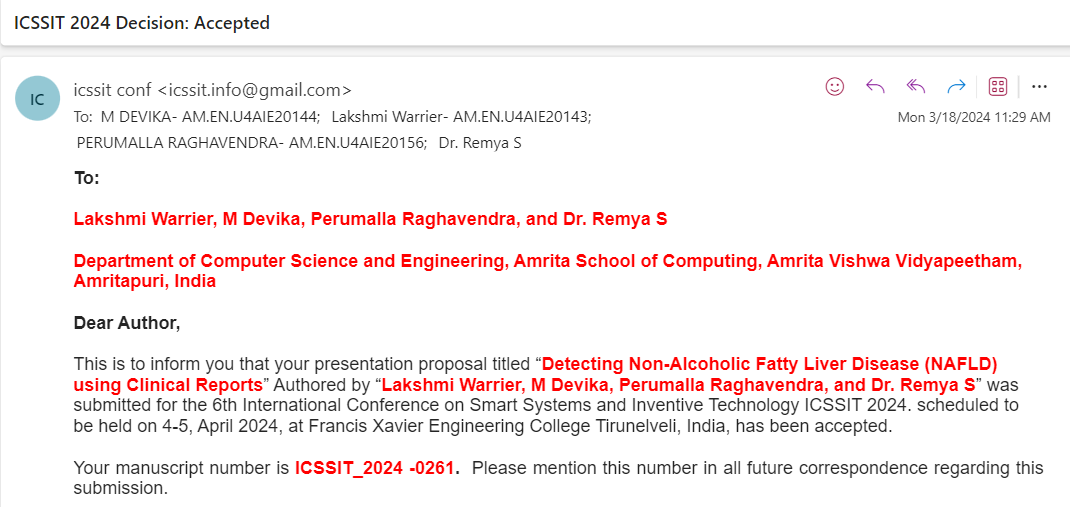 ICSSIT 2024 Decision: Accepted
IC
icssit conf <icssit.info@gmail.com>
To: M DEVIKA- AM.EN.U4AIE20144; Lakshmi Warrier- AM.EN.U4AIE20143;
Mon 3/18/2024 11:29 AM
PERUMALLA RAGHAVENDRA- AM.EN.U4AIE20156; Dr. Remya S
To:
Lakshmi Warrier, M Devika, Perumalla Raghavendra, and Dr. Remya S
Department of Computer Science and Engineering, Amrita School of Computing, Amrita Vishwa Vidyapeetham,
Amritapuri, India
Dear Author,
This is to inform you that your presentation proposal titled “Detecting Non-Alcoholic Fatty Liver Disease (NAFLD)
using Clinical Reports” Authored by “Lakshmi Warrier, M Devika, Perumalla Raghavendra, and Dr. Remya S” was
submitted for the 6th International Conference on Smart Systems and Inventive Technology ICSSIT 2024. scheduled to
be held on 4-5, April 2024, at Francis Xavier Engineering College Tirunelveli, India, has been accepted.
Your manuscript number is ICSSIT_2024 -0261. Please mention this number in all future correspondence regarding this
submission.